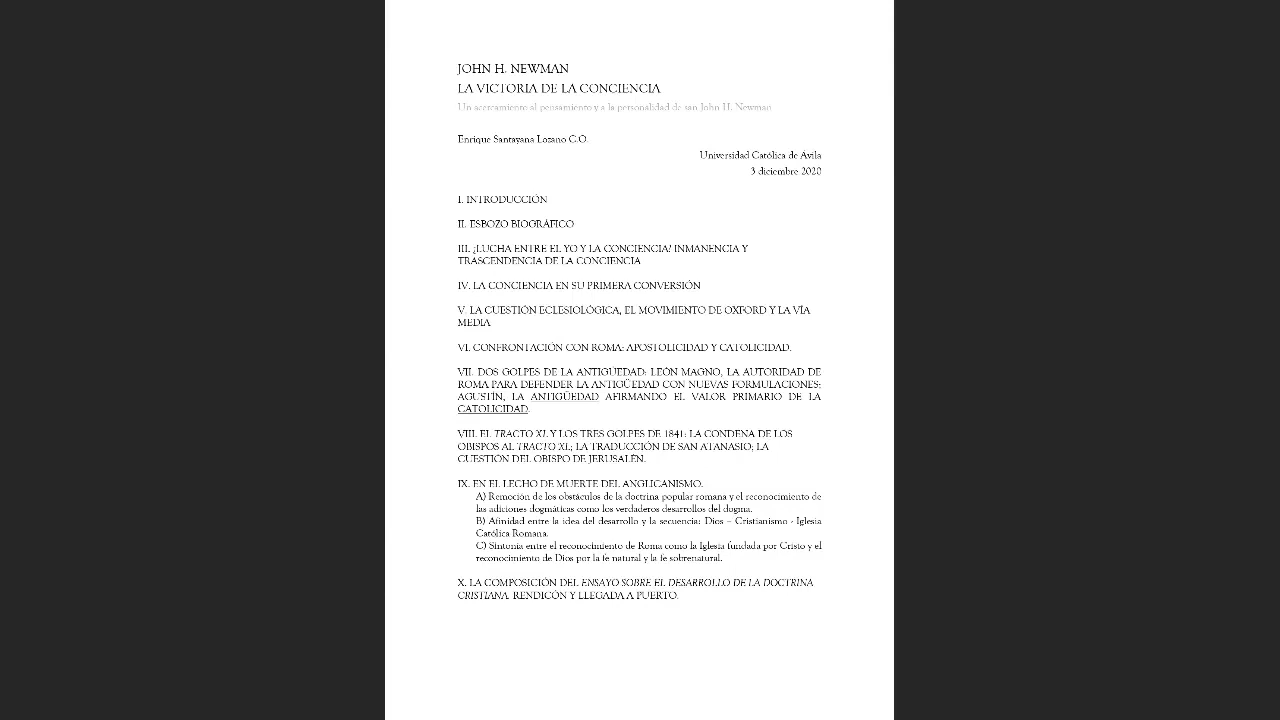 JOHN H. NEWMAN
LA VICTORIA DE LA CONCIENCIA
Un acercamiento al pensamiento y a la personalidad de san John H. Newman
Enrique Santayana Lozano C.O.
Universidad Católica de Ávila
3 diciembre 2020
I. INTRODUCCIÓN
II. ESBOZO BIOGRÁFICO
III. ¿LUCHA ENTRE EL YO Y LA CONCIENCIA? INMANENCIA Y
TRASCENDENCIA DE LA CONCIENCIA
IV. LA CONCIENCIA EN SU PRIMERA CONVERSIÓN
V. LA CUESTIÓN ECLESIOLÓGICA, EL MOVIMIENTO DE OXFORD Y LA VÍA
MEDIA
VI. CONFRONTACIÓN CON ROMA: APOSTOLICIDAD Y CATOLICIDAD.
VII. DOS GOLPES DE LA ANTIGÜEDAD: LEÓN MAGNO, LA AUTORIDAD DE
ROMA PARA DEFENDER LA ANTIGÜEDAD CON NUEVAS FORMULACIONES;
AGUSTÍN, LA ANTIGÜEDAD AFIRMANDO EL VALOR PRIMARIO DE LA
CATOLICIDAD.
VIII. EL TRACTO XL Y LOS TRES GOLPES DE 1841: LA CONDENA DE LOS
OBISPOS AL TRACTO XL; LA TRADUCCIÓN DE SAN ATANASIO; LA
CUESTIÓN DEL OBISPO DE JERUSALÉN.
IX. EN EL LECHO DE MUERTE DEL ANGLICANISMO.
A) Remoción de los obstáculos de la doctrina popular romana y el reconocimiento de
las adiciones dogmáticas como los verdaderos desarrollos del dogma.
B) Afinidad entre la idea del desarrollo y la secuencia: Dios – Cristianismo - Iglesia
Católica Romana.
C) Sintonía entre el reconocimiento de Roma como la Iglesia fundada por Cristo y el
reconocimiento de Dios por la fe natural y la fe sobrenatural.
X. LA COMPOSICIÓN DEL ENSAYO SOBRE EL DESARROLLO DE LA DOCTRINA
CRISTIANA. RENDICÓN Y LLEGADA A PUERTO.